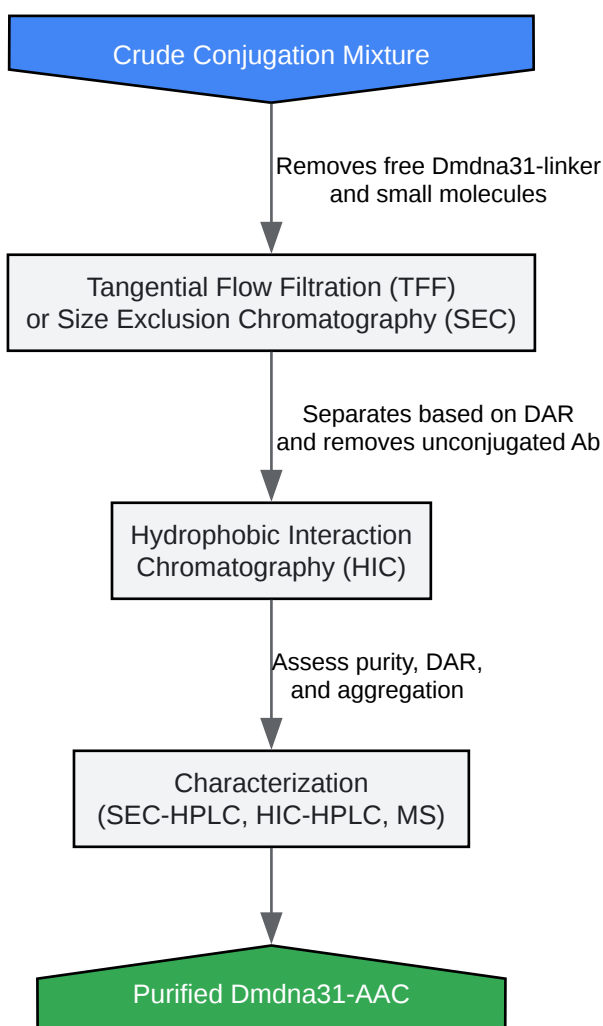 Crude Conjugation Mixture
Removes free Dmdna31-linker
and small molecules
Tangential Flow Filtration (TFF)
or Size Exclusion Chromatography (SEC)
Separates based on DAR
and removes unconjugated Ab
Hydrophobic Interaction
Chromatography (HIC)
Assess purity, DAR,
and aggregation
Characterization
(SEC-HPLC, HIC-HPLC, MS)
Purified Dmdna31-AAC